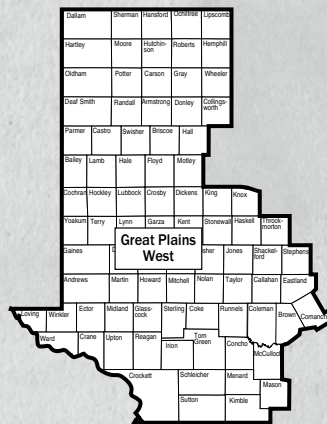 Dallam Sherman Hansford Ochiltree Lipscomb
Hartley Moore Hutchin-
son Roberts Hemphill
Oldham Potter Carson Gray Wheeler
Deaf Smith Randall Armstrong Donley Collings-
worth
Parmer Castro Swisher Briscoe Hall
Bailey Lamb Hale Floyd Motley
Cochran Hockley Lubbock Crosby Dickens King Knox
Yoakum Terry Lynn Garza Kent Stonewall Haskell Throck-
morton
Gaines Great Plains
West Jones Shackel-
ford Stephens
Andrews Martin Howard Mitchell Nolan Taylor Callahan Eastland
Loving Winkler Ector Midland Glass-
cock Sterling Coke Runnels Coleman Brown Comanch
Ward Crane Upton Reagan Irion Tom
Green Concho McCulloc
Crockett Schleicher Menard Mason
Sutton Kimble